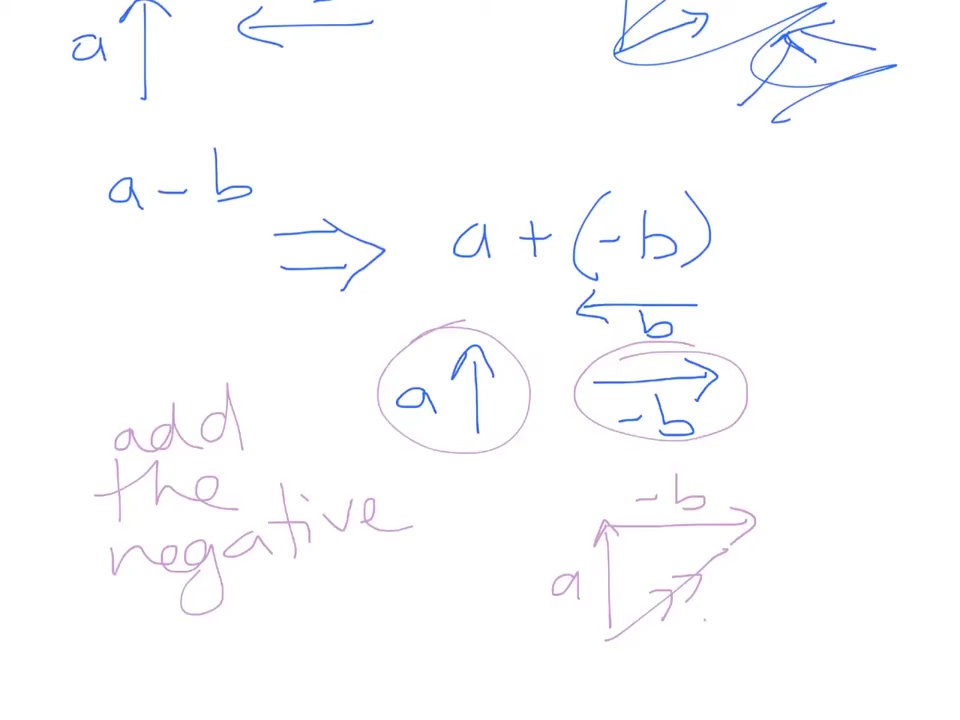 a
a - b
⇒ a + (-b)
b
a
-b
add
the
negative
-b
a